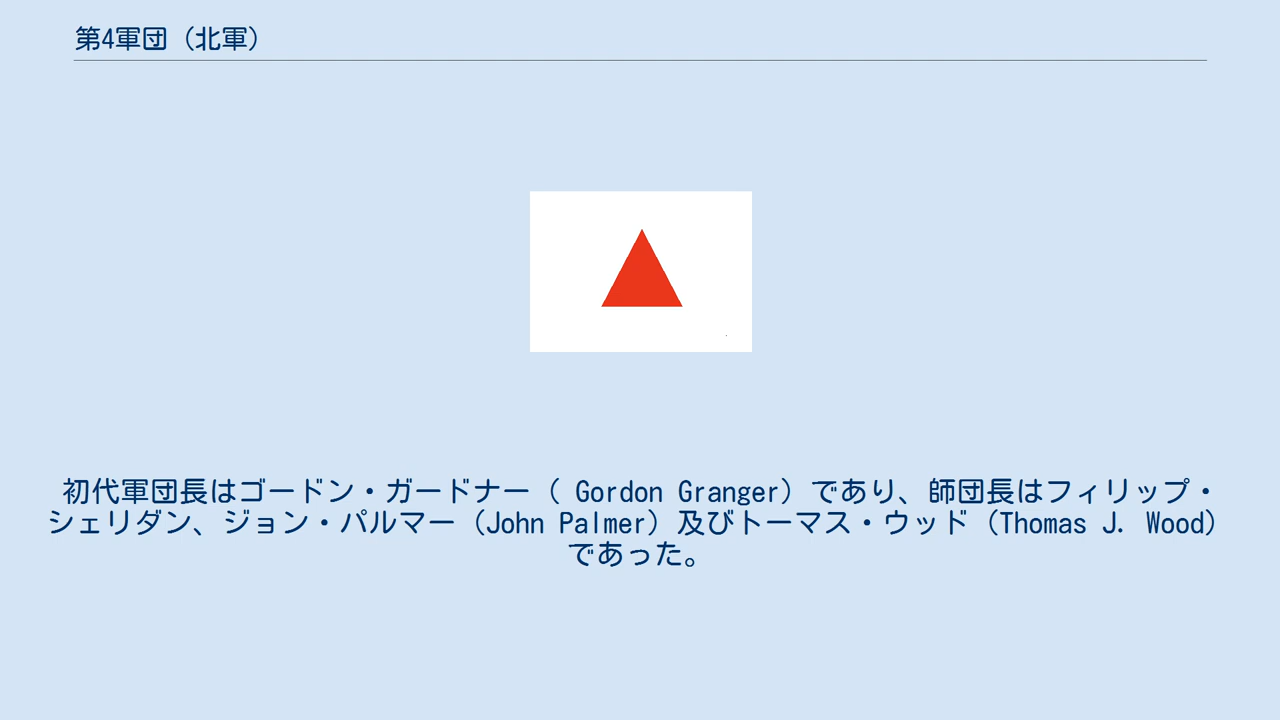 第4軍団（北軍）
初代軍団長はゴードン・ガードナー（ Gordon Granger）であり、師団長はフィリップ・
シェリダン、ジョン・パルマー（John Palmer）及びトーマス・ウッド（Thomas J. Wood）
であった。